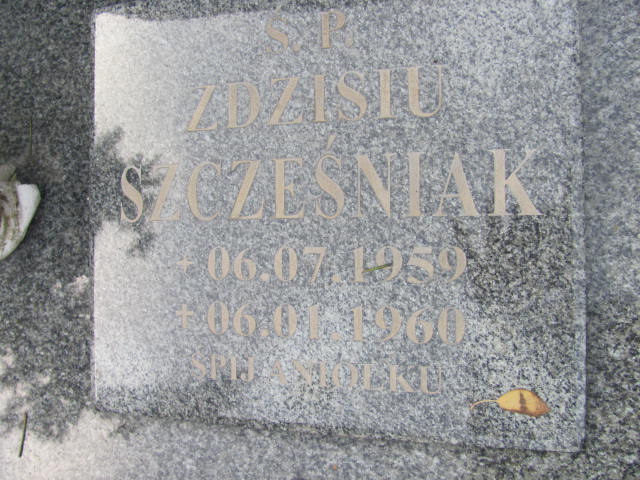 Ś. P.
ZDZISIU
SZCZEŚNIAK
+ 06.07.1959
+ 06.01.1960
ŚPIJ ANIOŁKU